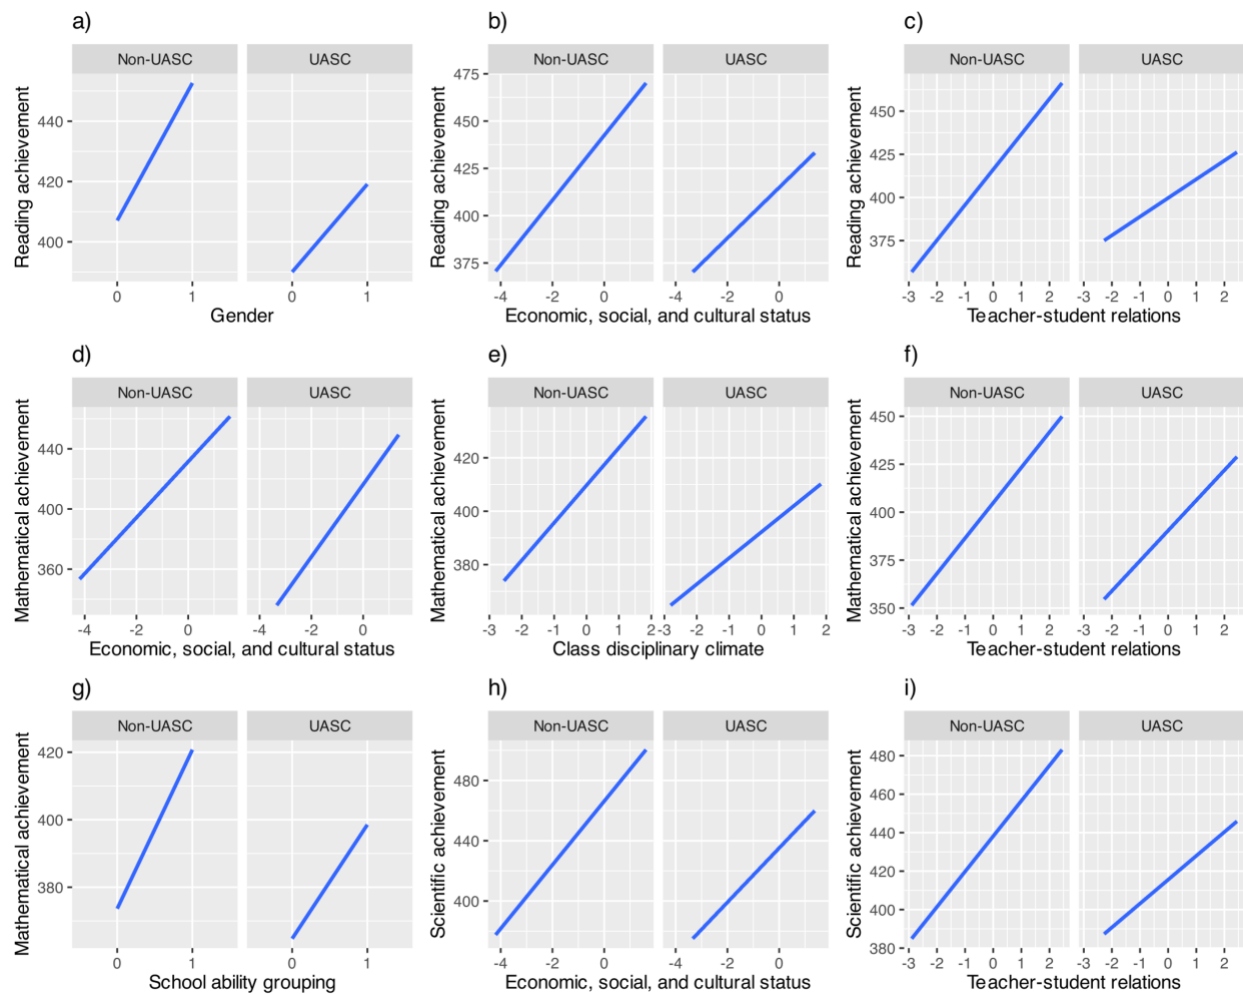 a) b) c)
Non-UASC UASC Non-UASC UASC Non-UASC UASC
Reading achievement
440
420
400
0 1 0 1
Gender
Reading achievement
475
450
425
400
375
-4 -2 0 -4 -2 0
Economic, social, and cultural status
Reading achievement
450
425
400
375
-3 -2 -1 0 1 2 -3 -2 -1 0 1 2
Teacher-student relations
d) e) f)
Non-UASC UASC Non-UASC UASC Non-UASC UASC
Mathematical achievement
440
400
360
-4 -2 0 -4 -2 0
Economic, social, and cultural status
Mathematical achievement
420
400
380
-3 -2 -1 0 1 2 -3 -2 -1 0 1 2
Class disciplinary climate
Mathematical achievement
450
425
400
375
350
-3 -2 -1 0 1 2 -3 -2 -1 0 1 2
Teacher-student relations
g) h) i)
Non-UASC UASC Non-UASC UASC Non-UASC UASC
Mathematical achievement
420
400
380
0 1 0 1
School ability grouping
Scientific achievement
480
440
400
-4 -2 0 -4 -2 0
Economic, social, and cultural status
Scientific achievement
480
460
440
420
400
380
-3 -2 -1 0 1 2 -3 -2 -1 0 1 2
Teacher-student relations